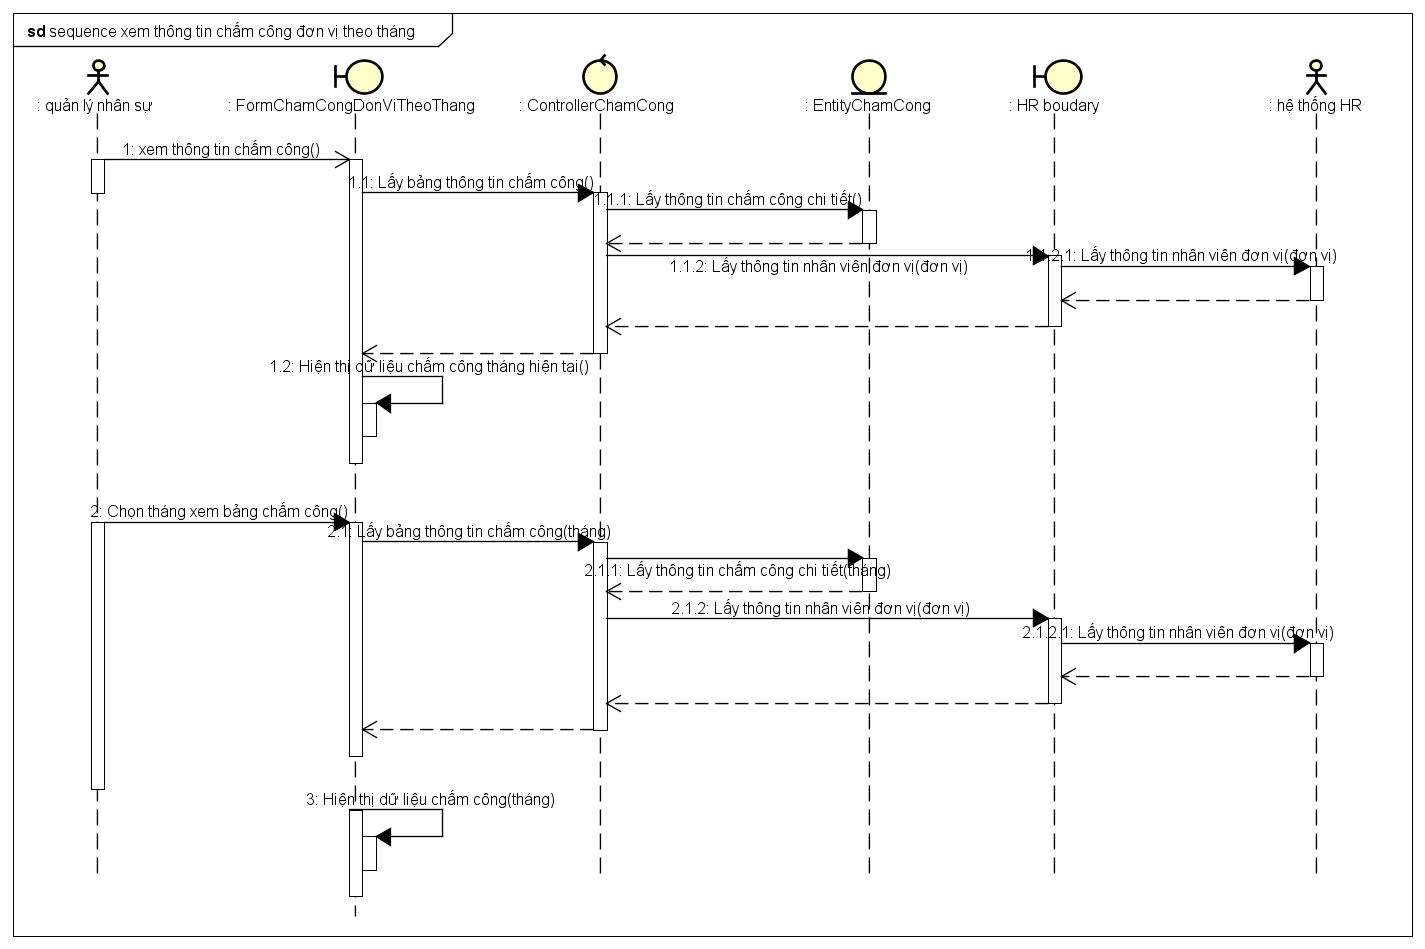 sd sequence xem thông tin chấm công đơn vị theo tháng
: quản lý nhân sự
: FormChamCongDonViTheoThang
: ControllerChamCong
: EntityChamCong
: HR boudary
: hệ thống HR
1: xem thông tin chấm công()
1.1: Lấy bảng thông tin chấm công()
1.1.1: Lấy thông tin chấm công chi tiết()
1.1.2.1: Lấy thông tin nhân viên đơn vị(đơn vị)
1.1.2: Lấy thông tin nhân viên đơn vị(đơn vị)
1.2: Hiện thị dữ liệu chấm công tháng hiện tại()
2: Chọn tháng xem bảng chấm công()
2.1: Lấy bảng thông tin chấm công(tháng)
2.1.1: Lấy thông tin chấm công chi tiết(tháng)
2.1.2: Lấy thông tin nhân viên đơn vị(đơn vị)
2.1.2.1: Lấy thông tin nhân viên đơn vị(đơn vị)
3: Hiện thị dữ liệu chấm công(tháng)